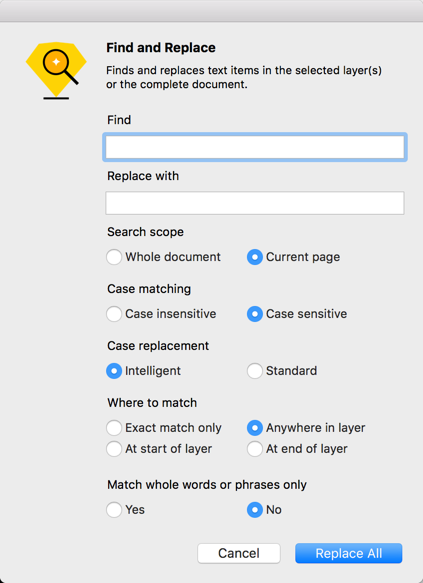 Find and Replace
Finds and replaces text items in the selected layer(s)
or the complete document.
Find
Replace with
Search scope
Whole document Current page
Case matching
Case insensitive Case sensitive
Case replacement
Intelligent Standard
Where to match
Exact match only Anywhere in layer
At start of layer At end of layer
Match whole words or phrases only
Yes No
Cancel Replace All